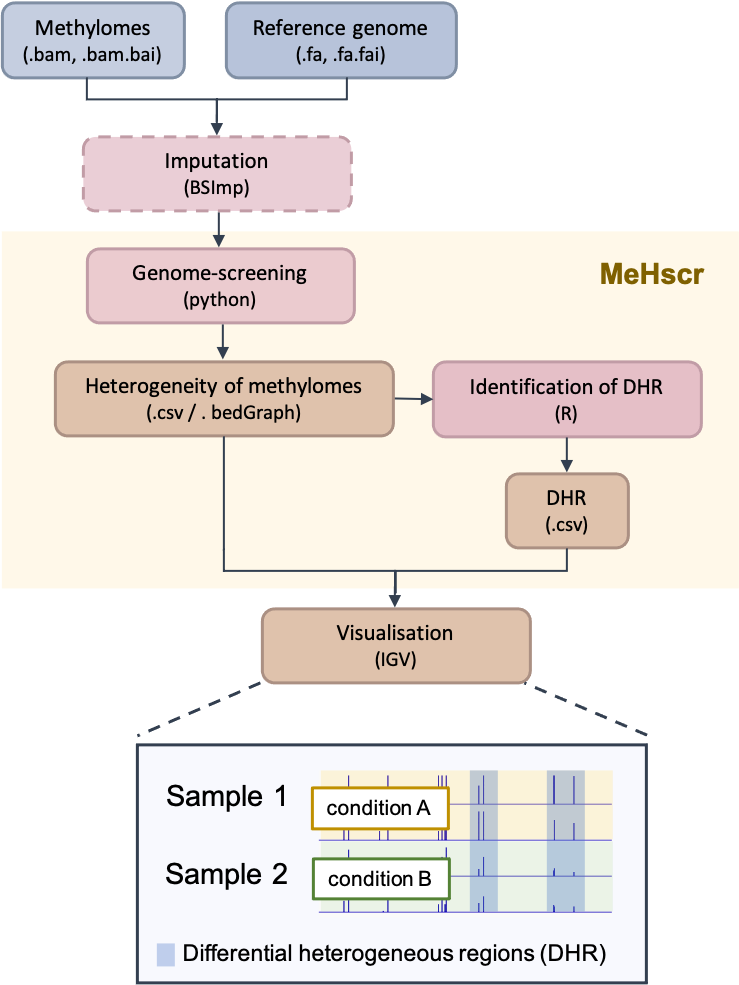 Methylomes
(.bam, .bam.bai)
Reference genome
(.fa, .fa.fai)
Imputation
(BSImp)
MeHscr
Genome-screening
(python)
Heterogeneity of methylomes
(.csv / . bedGraph)
Identification of DHR
(R)
DHR
(.csv)
Visualisation
(IGV)
Sample 1
condition A
Sample 2
condition B
Differential heterogeneous regions (DHR)